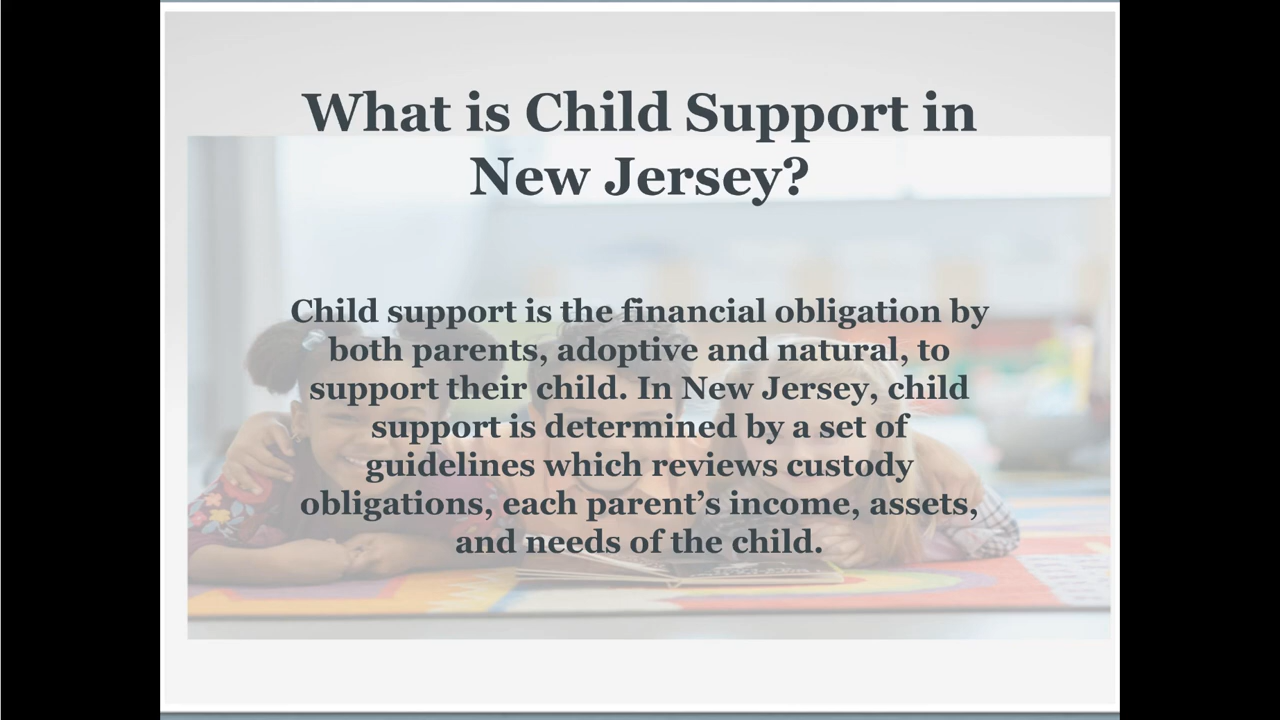 What is Child Support in
New Jersey?
Child support is the financial obligation by
both parents, adoptive and natural, to
support their child. In New Jersey, child
support is determined by a set of
guidelines which reviews custody
obligations, each parent’s income, assets,
and needs of the child.